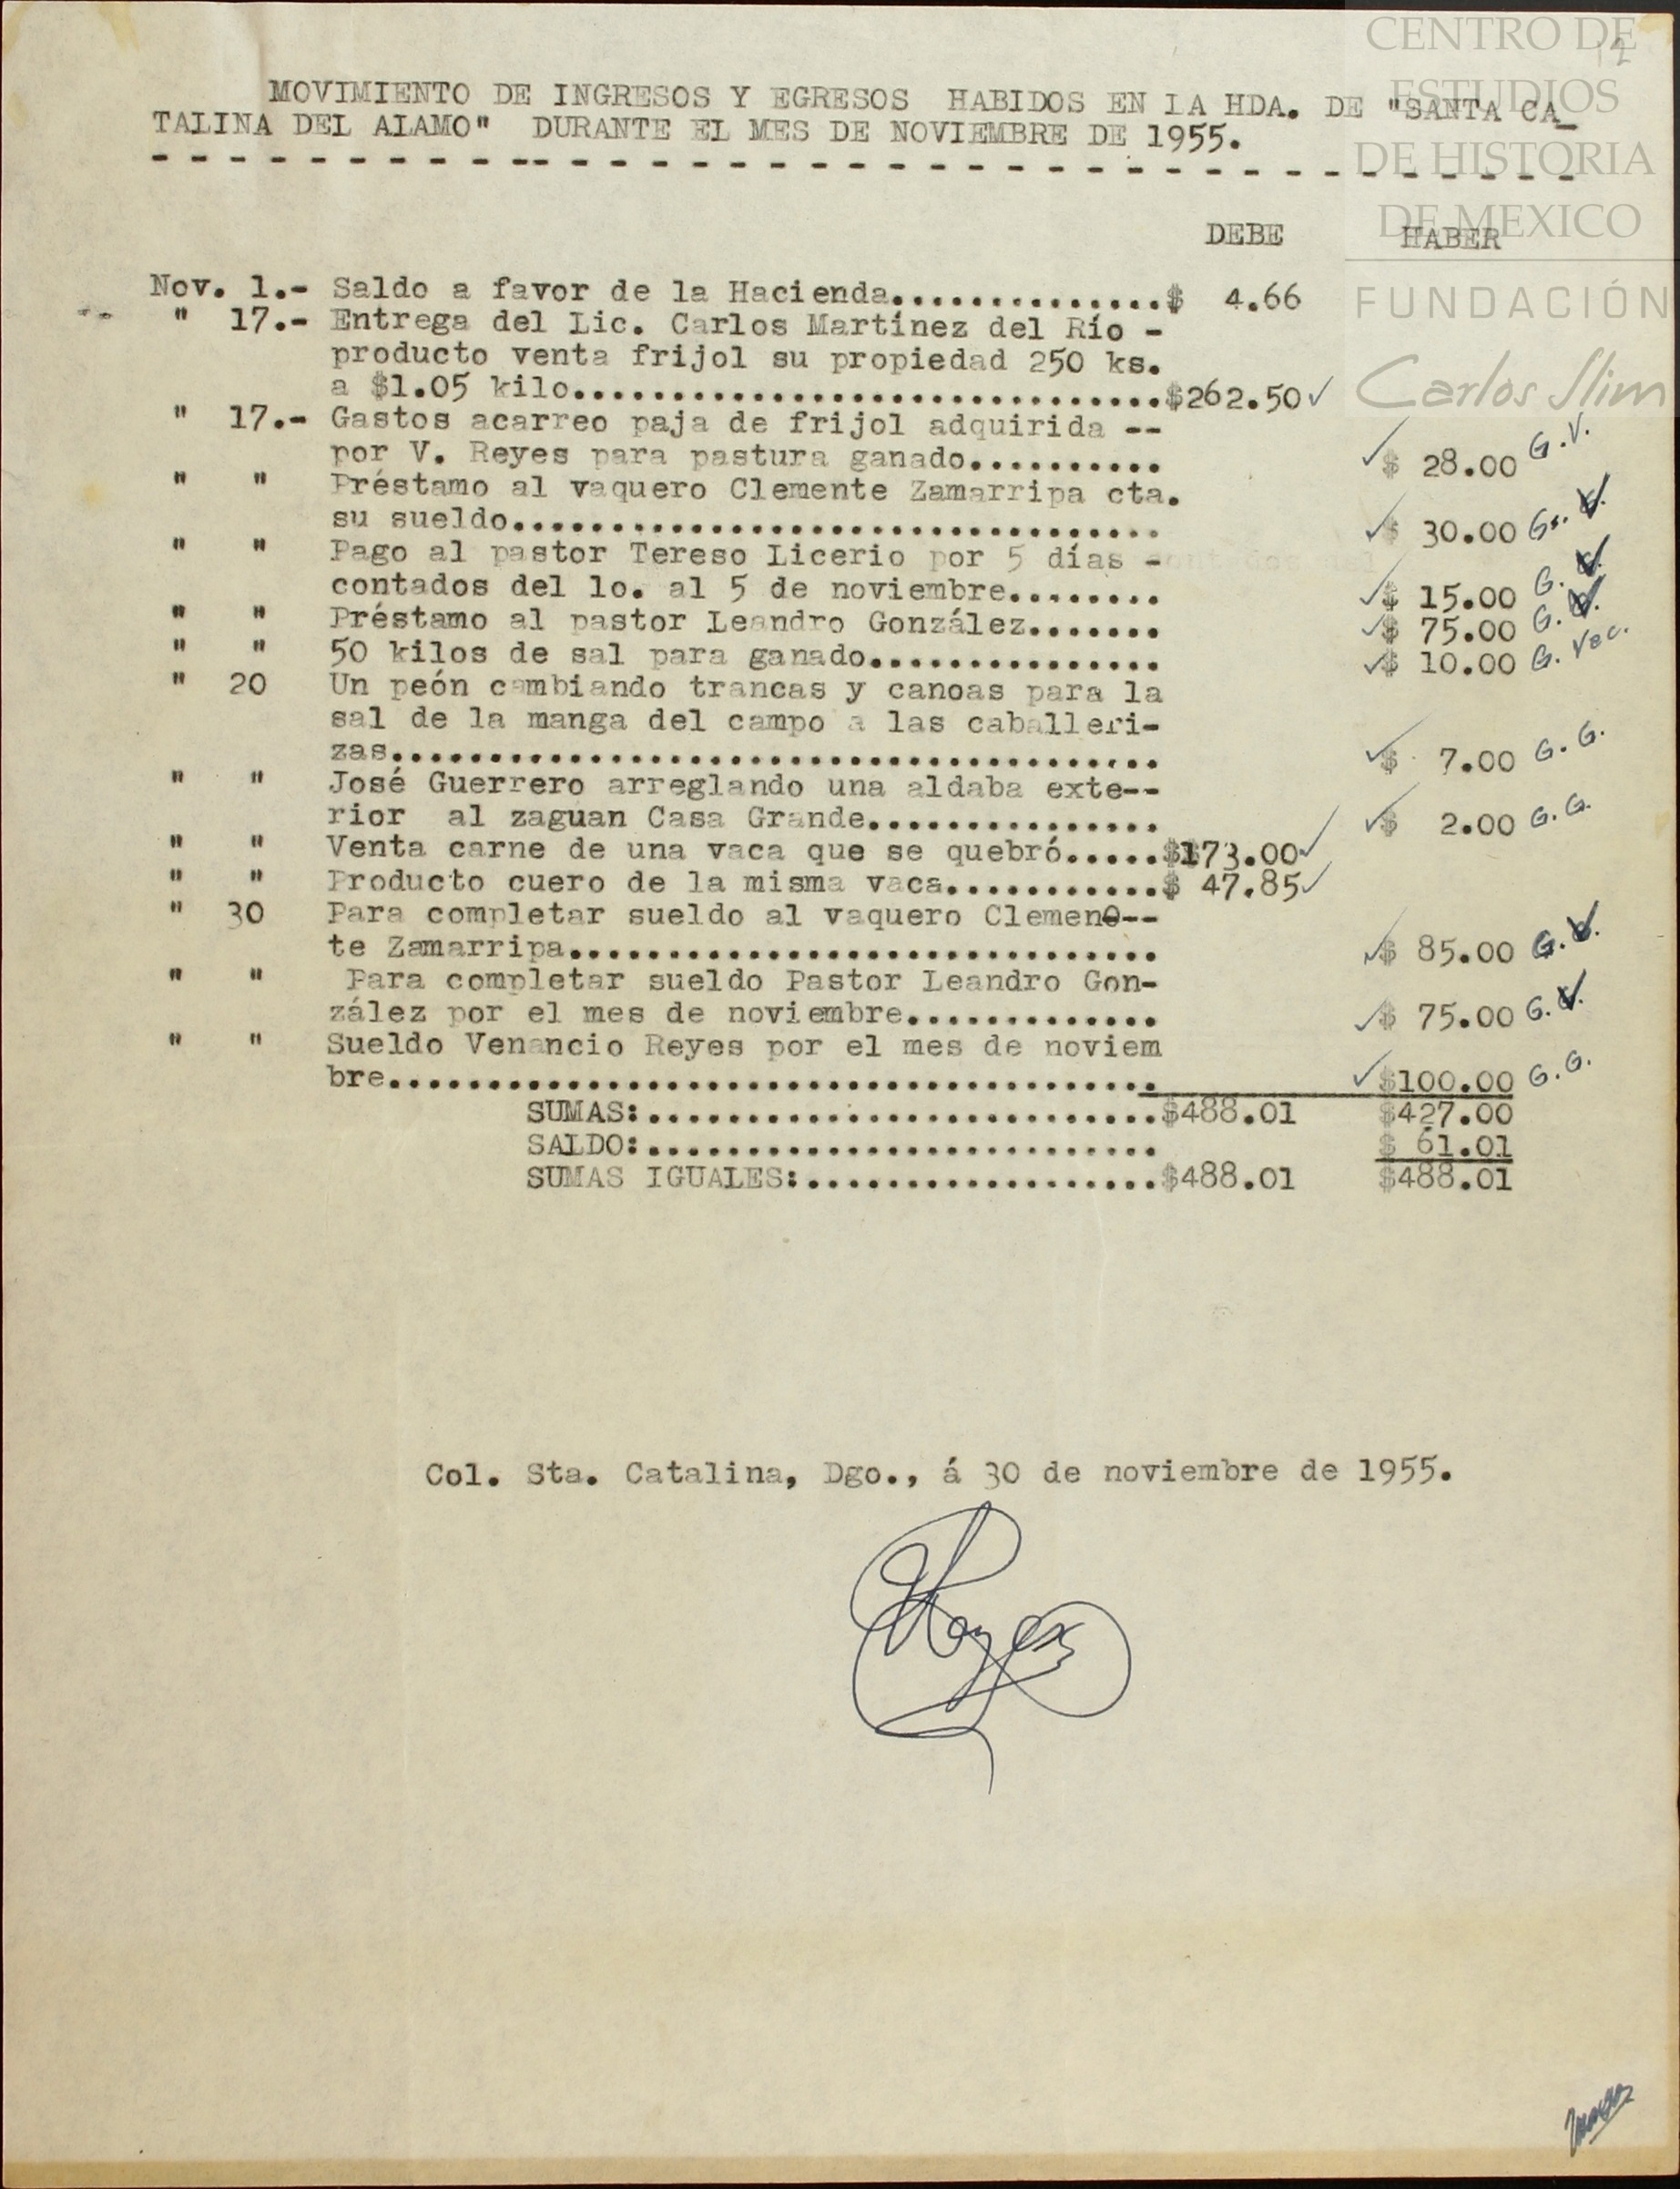 CENTRO DE
ESTUDIOS
DE HISTORIA
DE MEXICO
FUNDACIÓN
Carlos Slim
MOVIMIENTO DE INGRESOS Y EGRESOS HABIDOS EN LA HDA. DE "SANTA CA_
TALINA DEL ALAMO" DURANTE EL MES DE NOVIEMBRE DE 1955.
- - - - - - - - - - - - - - - - - - - - - - - - - - - - - - - - - - - -
DEBE HABER
Nov. 1.- Saldo a favor de la Hacienda..............$ 4.66
" 17.- Entrega del Lic. Carlos Martínez del Río -
producto venta frijol su propiedad 250 ks.
a $1.05 kilo..............................$262.50 ✓
" 17.- Gastos acarreo paja de frijol adquirida --
por V. Reyes para pastura ganado.......... ✓ $ 28.00 G.V.
" " Préstamo al vaquero Clemente Zamarripa cta.
su sueldo................................. ✓ $ 30.00 G. V.
" " Pago al pastor Tereso Licerio por 5 días -
contados del 1o. al 5 de noviembre........ ✓ $ 15.00 G. V.
" " Préstamo al pastor Leandro González....... ✓ $ 75.00 G. V.
" " 50 kilos de sal para ganado............... ✓ $ 10.00 G. Vac.
" 20 Un peón cambiando trancas y canoas para la
sal de la manga del campo a las caballeri-
zas....................................... ✓ $ 7.00 G. G.
" " José Guerrero arreglando una aldaba exte--
rior al zaguan Casa Grande............... ✓ $ 2.00 G. G.
" " Venta carne de una vaca que se quebró.....$173.00 ✓
" " Producto cuero de la misma vaca...........$ 47.85 ✓
" 30 Para completar sueldo al vaquero Clemen--
te Zamarripa.............................. ✓ $ 85.00 G. V.
" " Para completar sueldo Pastor Leandro Gon-
zález por el mes de noviembre............. ✓ $ 75.00 G. V.
" " Sueldo Venancio Reyes por el mes de noviem
bre....................................... ✓ $100.00 G. G.
SUMAS:..........................$488.01 $427.00
SALDO:.......................... $ 61.01
SUMAS IGUALES:..................$488.01 $488.01
Col. Sta. Catalina, Dgo., á 30 de noviembre de 1955.
VReyes